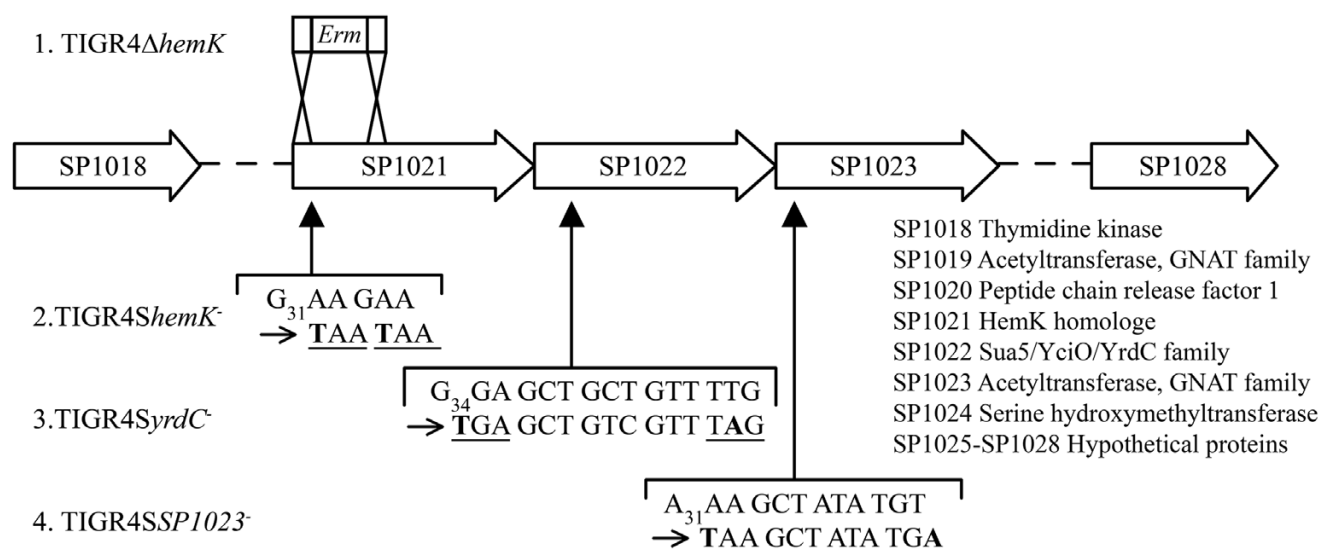 1. TIGR4ΔhemK
Erm
SP1018 SP1021 SP1022 SP1023 SP1028
SP1018 Thymidine kinase
SP1019 Acetyltransferase, GNAT family
SP1020 Peptide chain release factor 1
SP1021 HemK homologe
SP1022 Sua5/YciO/YrdC family
SP1023 Acetyltransferase, GNAT family
SP1024 Serine hydroxymethyltransferase
SP1025-SP1028 Hypothetical proteins
2.TIGR4ShemK-
G31AA GAA
→ TAA TAA
3.TIGR4SyrdC-
G34GA GCT GCT GTT TTG
→ TGA GCT GTC GTT TAG
4. TIGR4SSP1023-
A31AA GCT ATA TGT
→ TAA GCT ATA TGA